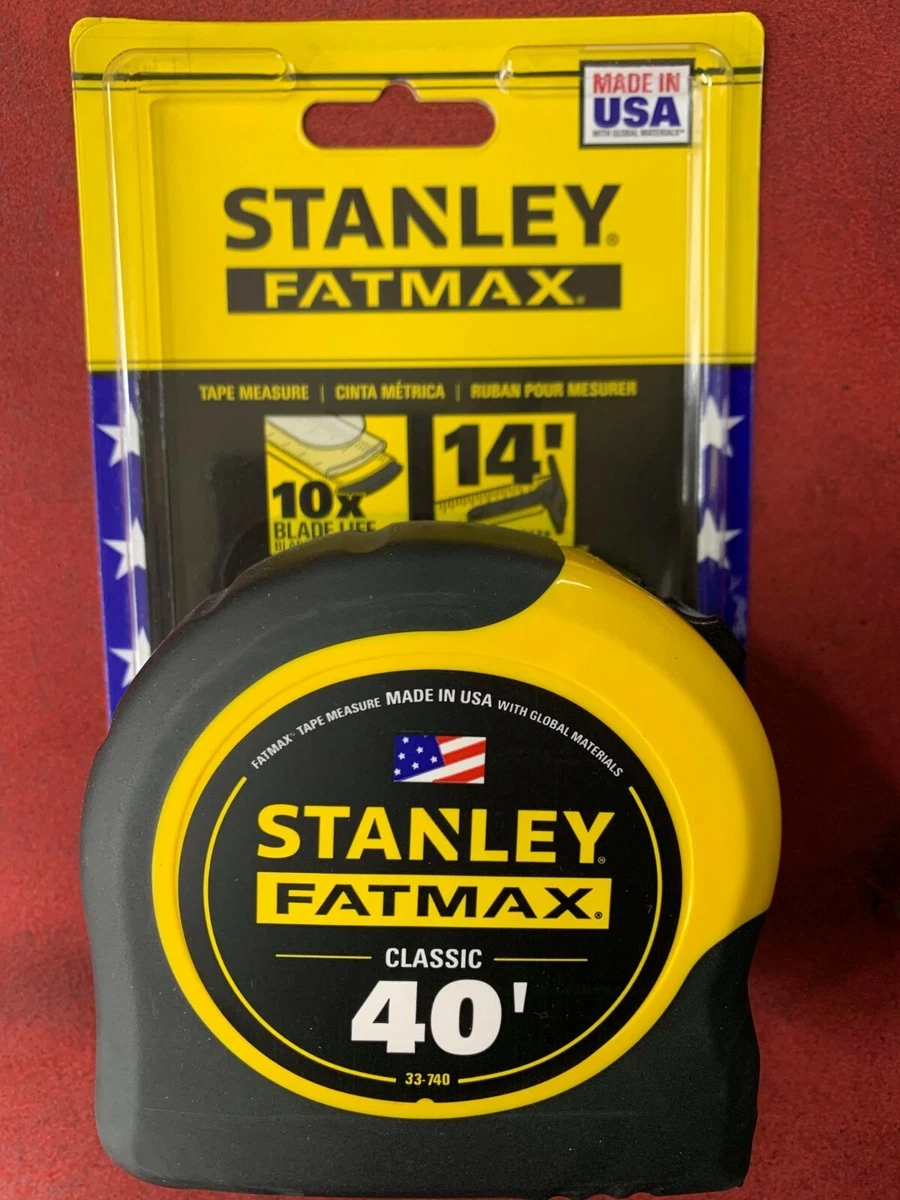 MADE IN
USA
WITH GLOBAL MATERIALS™
STANLEY®
FATMAX®
TAPE MEASURE | CINTA MÉTRICA | RUBAN POUR MESURER
10x
BLADE LIFE
14'
FATMAX® TAPE MEASURE MADE IN USA WITH GLOBAL MATERIALS
STANLEY®
FATMAX®
CLASSIC
40'
33-740